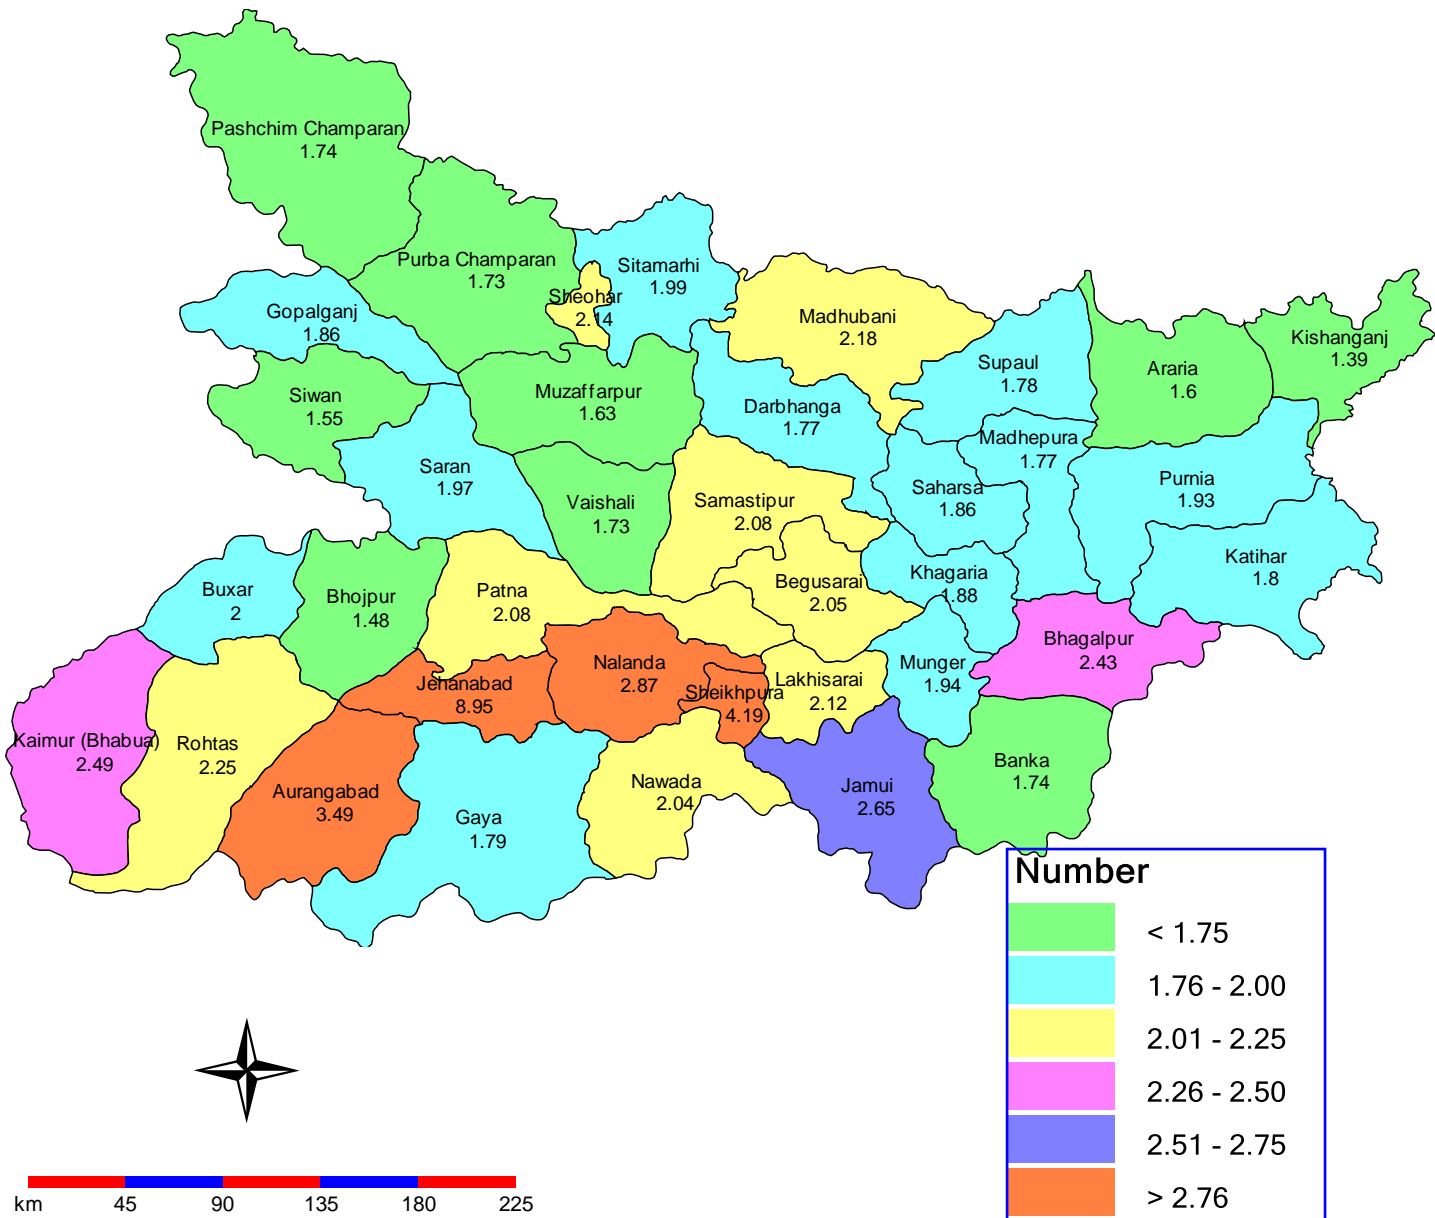 Pashchim Champaran
1.74
Purba Champaran
1.73
Sitamarhi
1.99
Sheohar
2.14
Gopalganj
1.86
Madhubani
2.18
Kishanganj
1.39
Supaul
1.78
Araria
1.6
Siwan
1.55
Muzaffarpur
1.63
Darbhanga
1.77
Madhepura
1.77
Saran
1.97
Vaishali
1.73
Samastipur
2.08
Saharsa
1.86
Purnia
1.93
Katihar
1.8
Buxar
2
Bhojpur
1.48
Patna
2.08
Begusarai
2.05
Khagaria
1.88
Bhagalpur
2.43
Nalanda
2.87
Munger
1.94
Jehanabad
8.95
Sheikhpura
4.19
Lakhisarai
2.12
Kaimur (Bhabua)
2.49
Rohtas
2.25
Aurangabad
3.49
Gaya
1.79
Nawada
2.04
Jamui
2.65
Banka
1.74
Number
< 1.75
1.76 - 2.00
2.01 - 2.25
2.26 - 2.50
2.51 - 2.75
> 2.76
km 45 90 135 180 225